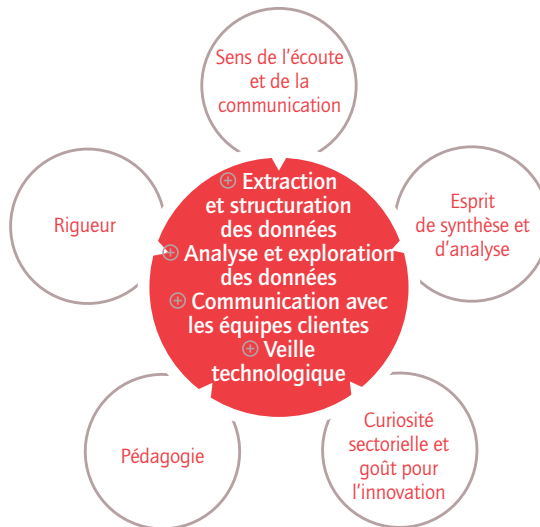 Sens de l'écoute
et de la
communication
Rigueur
⊕ Extraction
et structuration
des données
⊕ Analyse et exploration
des données
⊕ Communication avec
les équipes clientes
⊕ Veille
technologique
Esprit
de synthèse et
d'analyse
Pédagogie
Curiosité
sectorielle et
goût pour
l'innovation